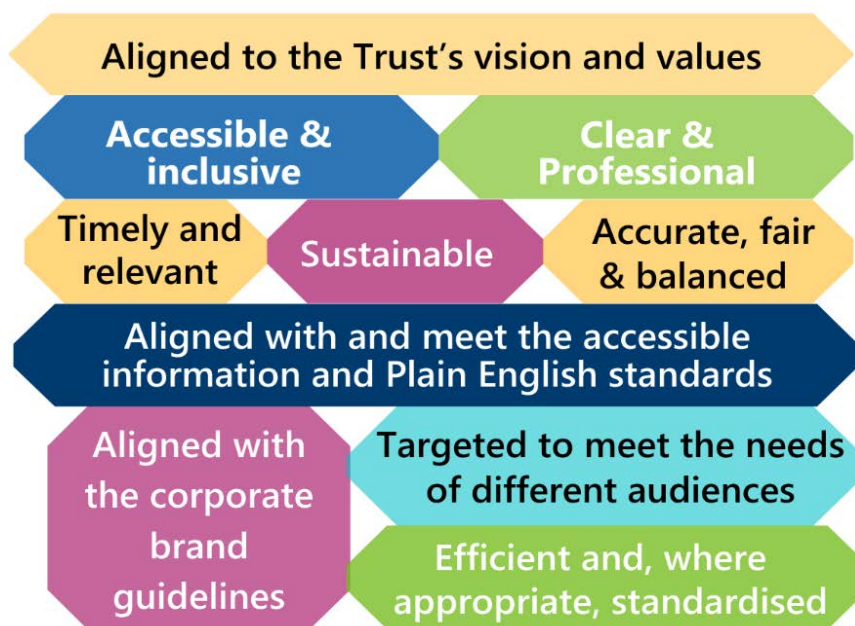 Aligned to the Trust’s vision and values
Accessible &
inclusive
Clear &
Professional
Timely and
relevant
Sustainable
Accurate, fair
& balanced
Aligned with and meet the accessible
information and Plain English standards
Aligned with
the corporate
brand
guidelines
Targeted to meet the needs
of different audiences
Efficient and, where
appropriate, standardised